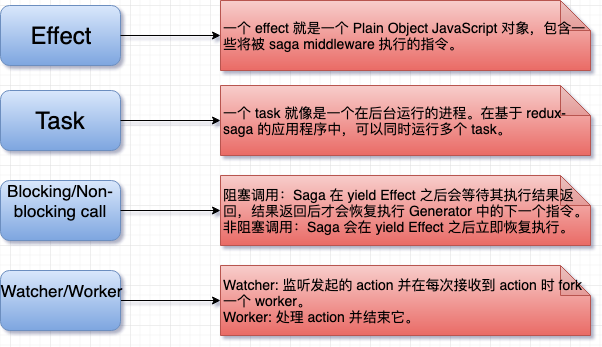 Effect
一个 effect 就是一个 Plain Object JavaScript 对象，包含一
些将被 saga middleware 执行的指令。
Task
一个 task 就像是一个在后台运行的进程。在基于 redux-
saga 的应用程序中，可以同时运行多个 task。
Blocking/Non-
blocking call
阻塞调用：Saga 在 yield Effect 之后会等待其执行结果返
回，结果返回后才会恢复执行 Generator 中的下一个指令。
非阻塞调用：Saga 会在 yield Effect 之后立即恢复执行。
Watcher/Worker
Watcher: 监听发起的 action 并在每次接收到 action 时 fork
一个 worker。
Worker: 处理 action 并结束它。